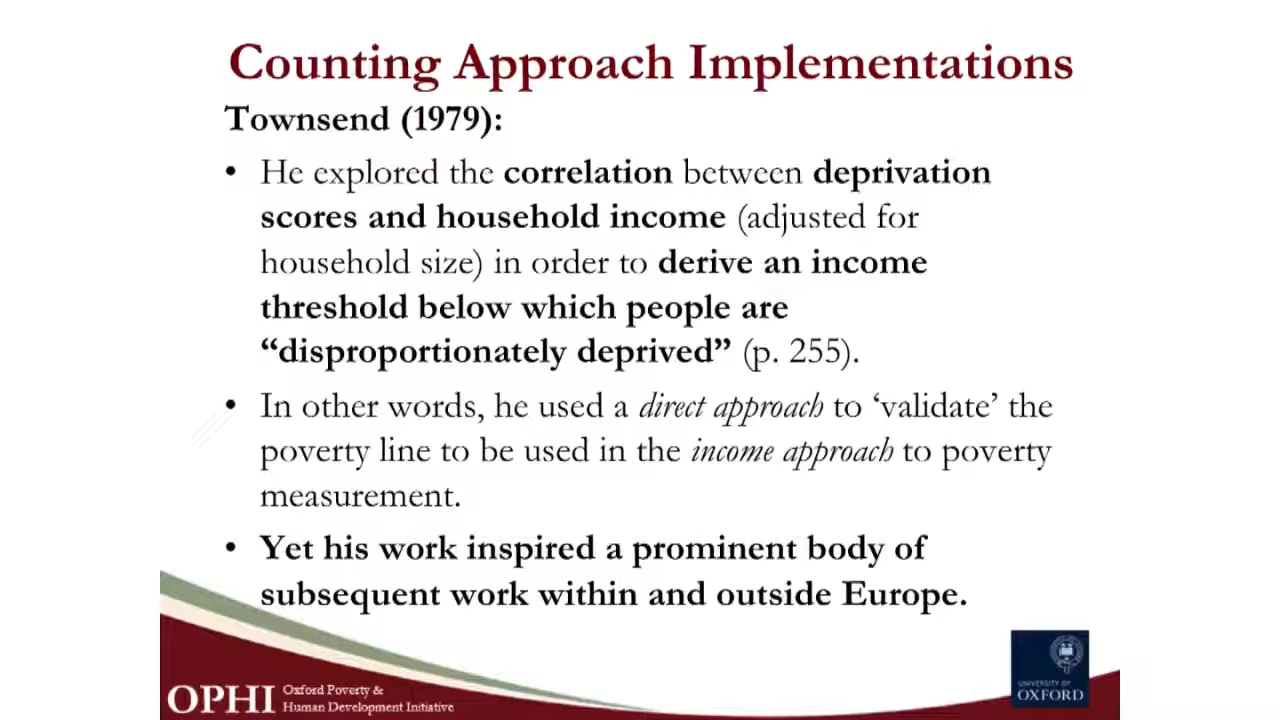 Counting Approach Implementations
Townsend (1979):
• He explored the correlation between deprivation
scores and household income (adjusted for
household size) in order to derive an income
threshold below which people are
“disproportionately deprived” (p. 255).
• In other words, he used a direct approach to ‘validate’ the
poverty line to be used in the income approach to poverty
measurement.
• Yet his work inspired a prominent body of
subsequent work within and outside Europe.
OPHI
Oxford Poverty &
Human Development Initiative
UNIVERSITY OF
OXFORD